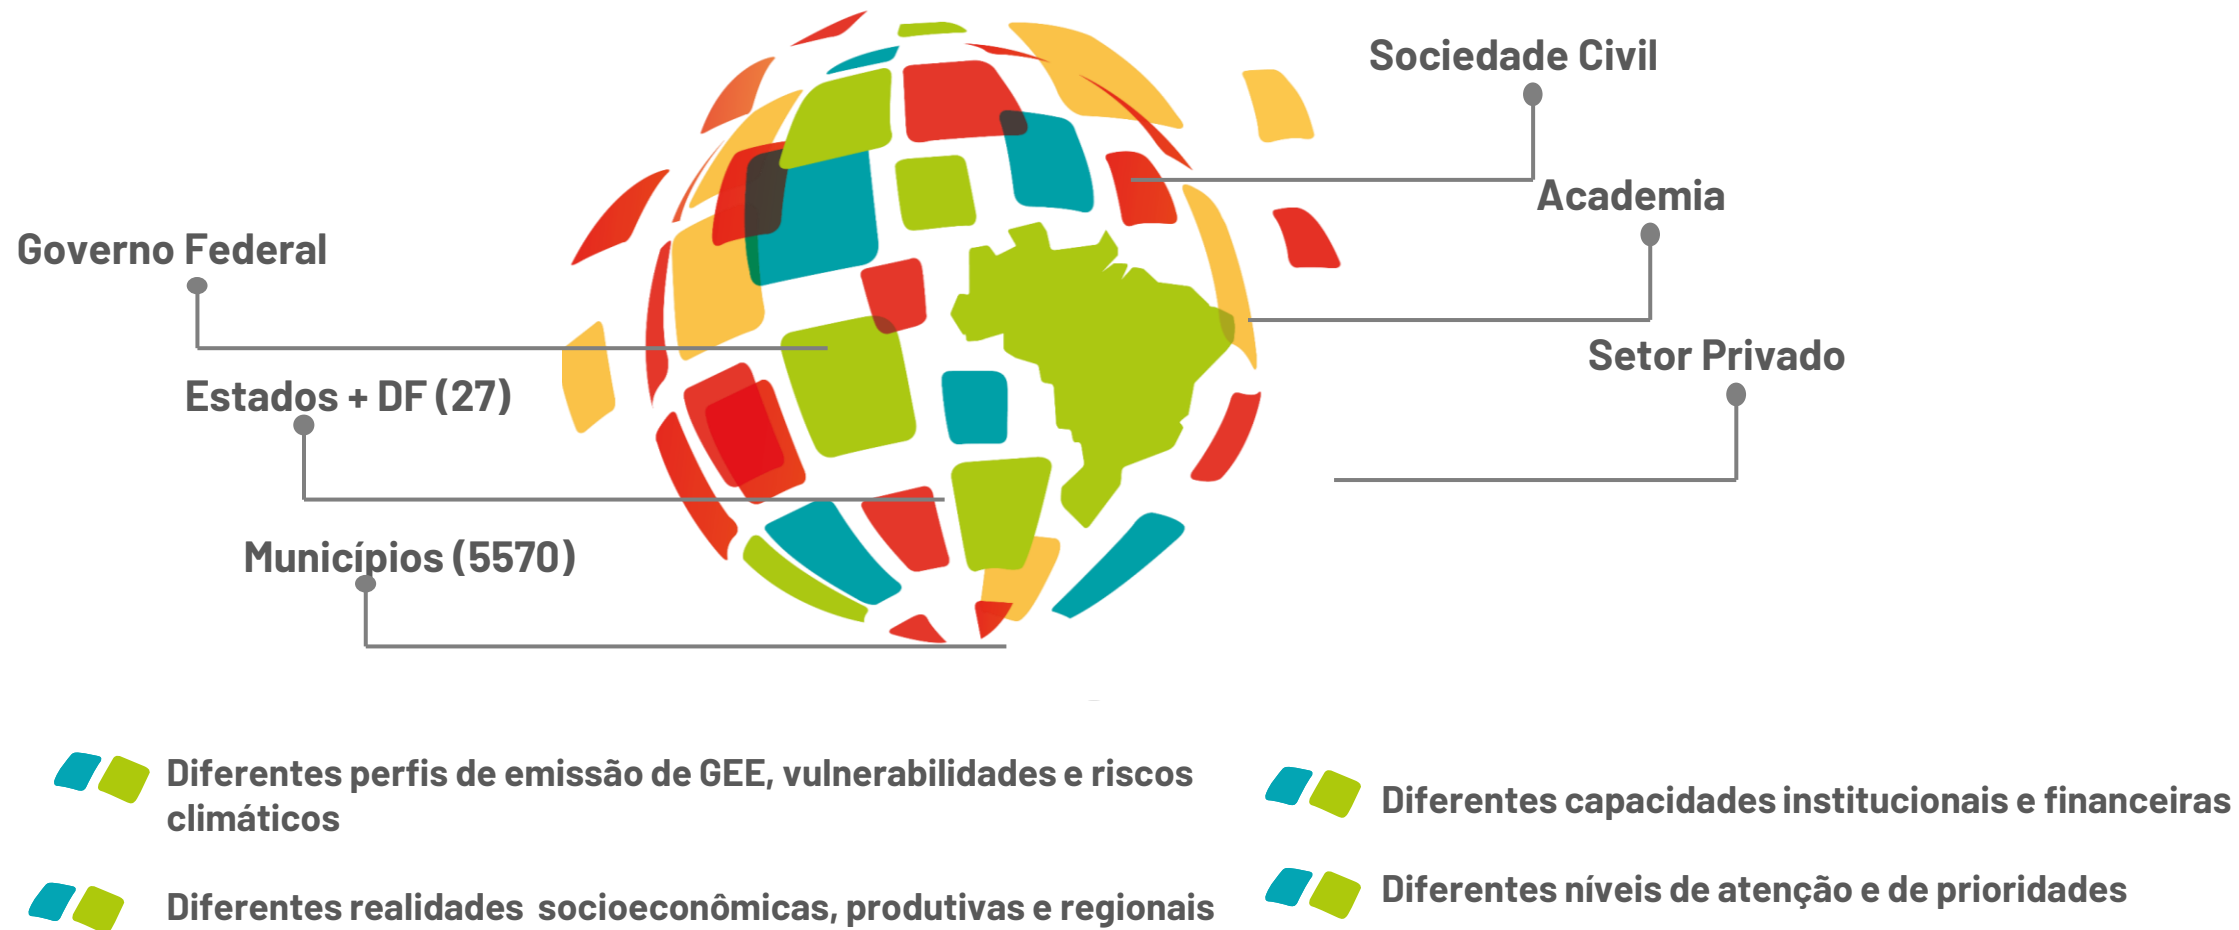 Sociedade Civil
Academia
Governo Federal
Setor Privado
Estados + DF (27)
Municípios (5570)
Diferentes perfis de emissão de GEE, vulnerabilidades e riscos
climáticos
Diferentes capacidades institucionais e financeiras
Diferentes realidades socioeconômicas, produtivas e regionais
Diferentes níveis de atenção e de prioridades